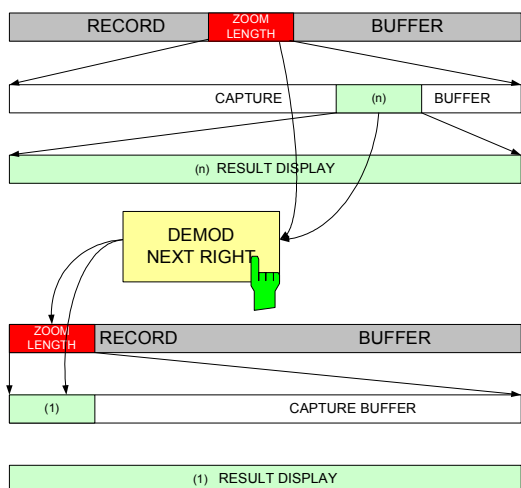 RECORD ZOOM LENGTH BUFFER
CAPTURE (n) BUFFER
(n) RESULT DISPLAY
DEMOD
NEXT RIGHT
ZOOM LENGTH RECORD BUFFER
(1) CAPTURE BUFFER
(1) RESULT DISPLAY